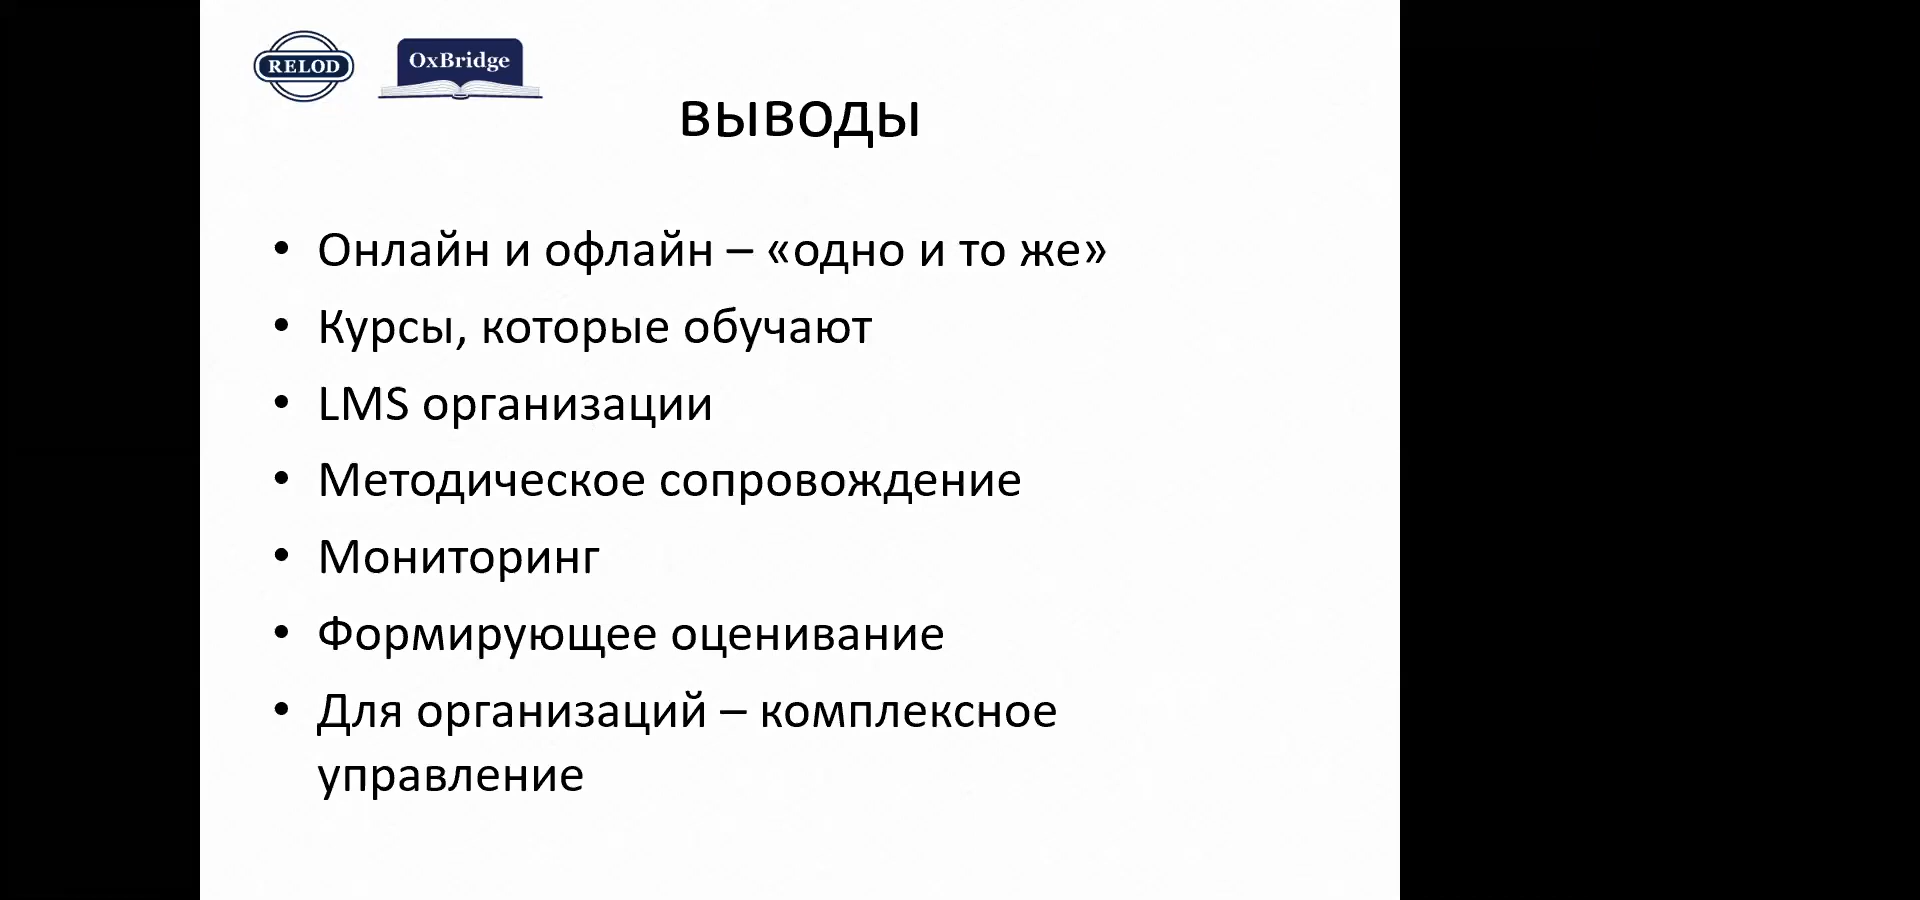 RELOD
OxBridge
выводы
• Онлайн и офлайн – «одно и то же»
• Курсы, которые обучают
• LMS организации
• Методическое сопровождение
• Мониторинг
• Формирующее оценивание
• Для организаций – комплексное
управление